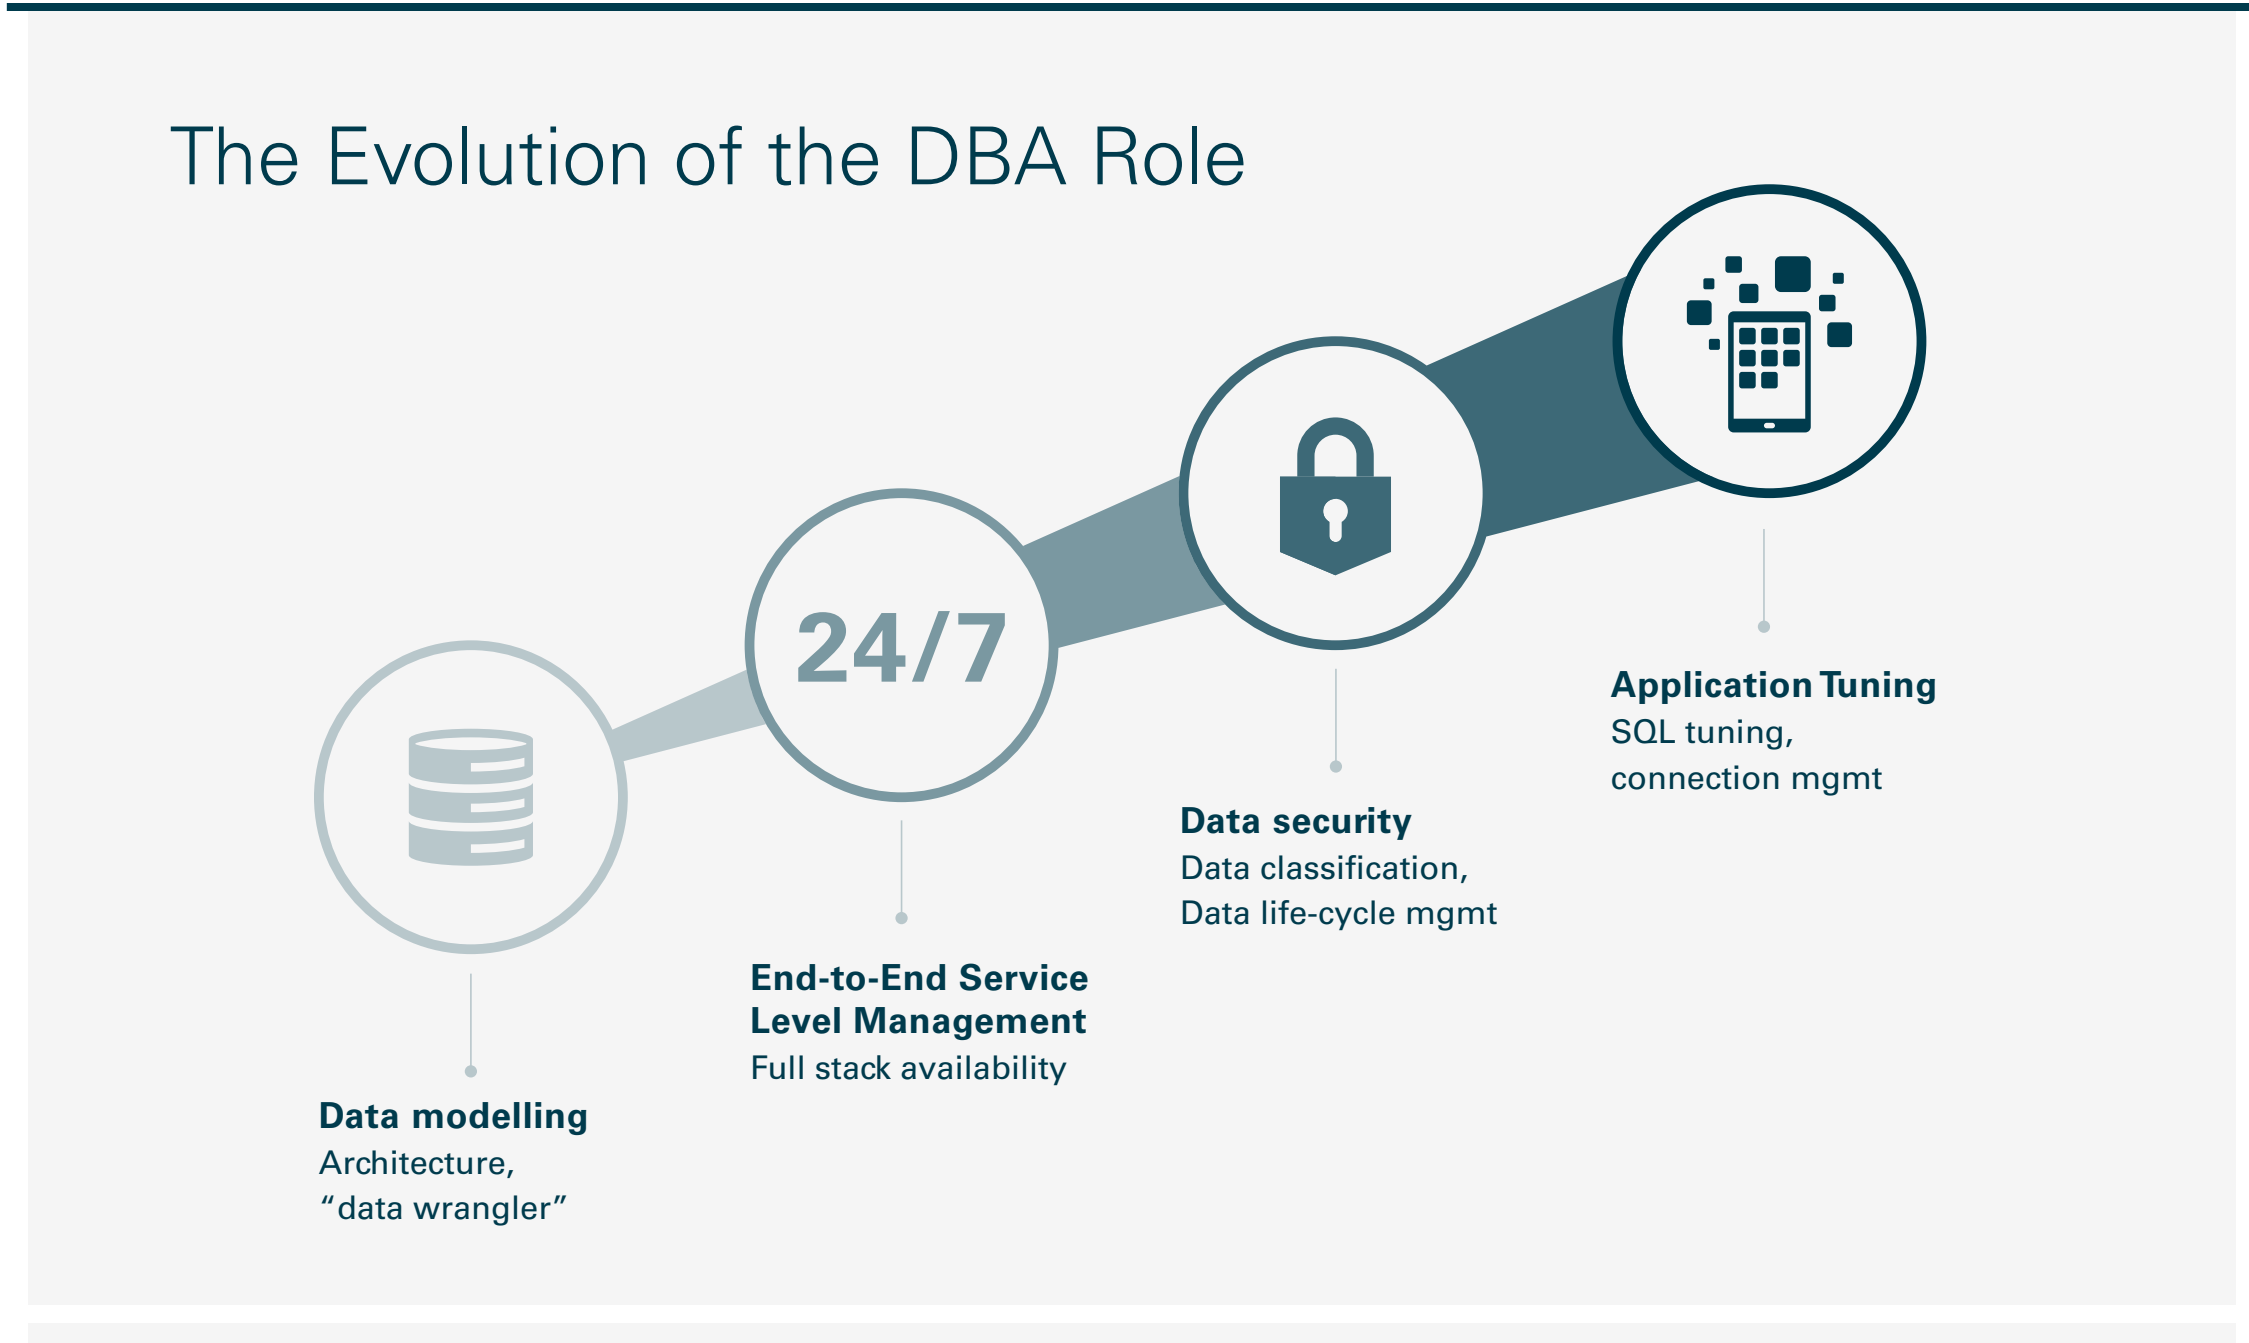 The Evolution of the DBA Role
24/7
Application Tuning
SQL tuning,
connection mgmt
Data security
Data classification,
Data life-cycle mgmt
End-to-End Service
Level Management
Full stack availability
Data modelling
Architecture,
“data wrangler”